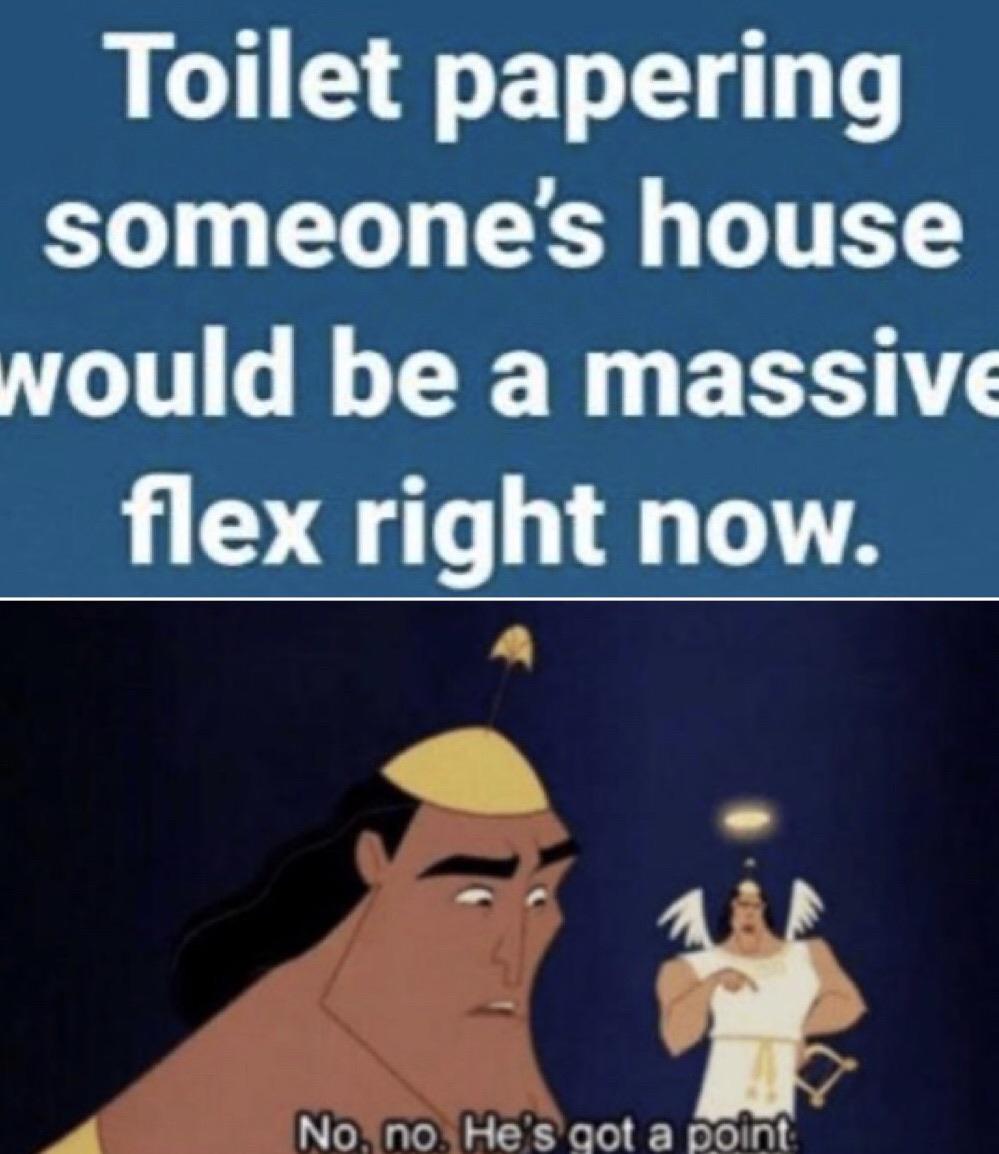 Toilet papering
someone's house
would be a massive
flex right now.
No, no. He's got a point.